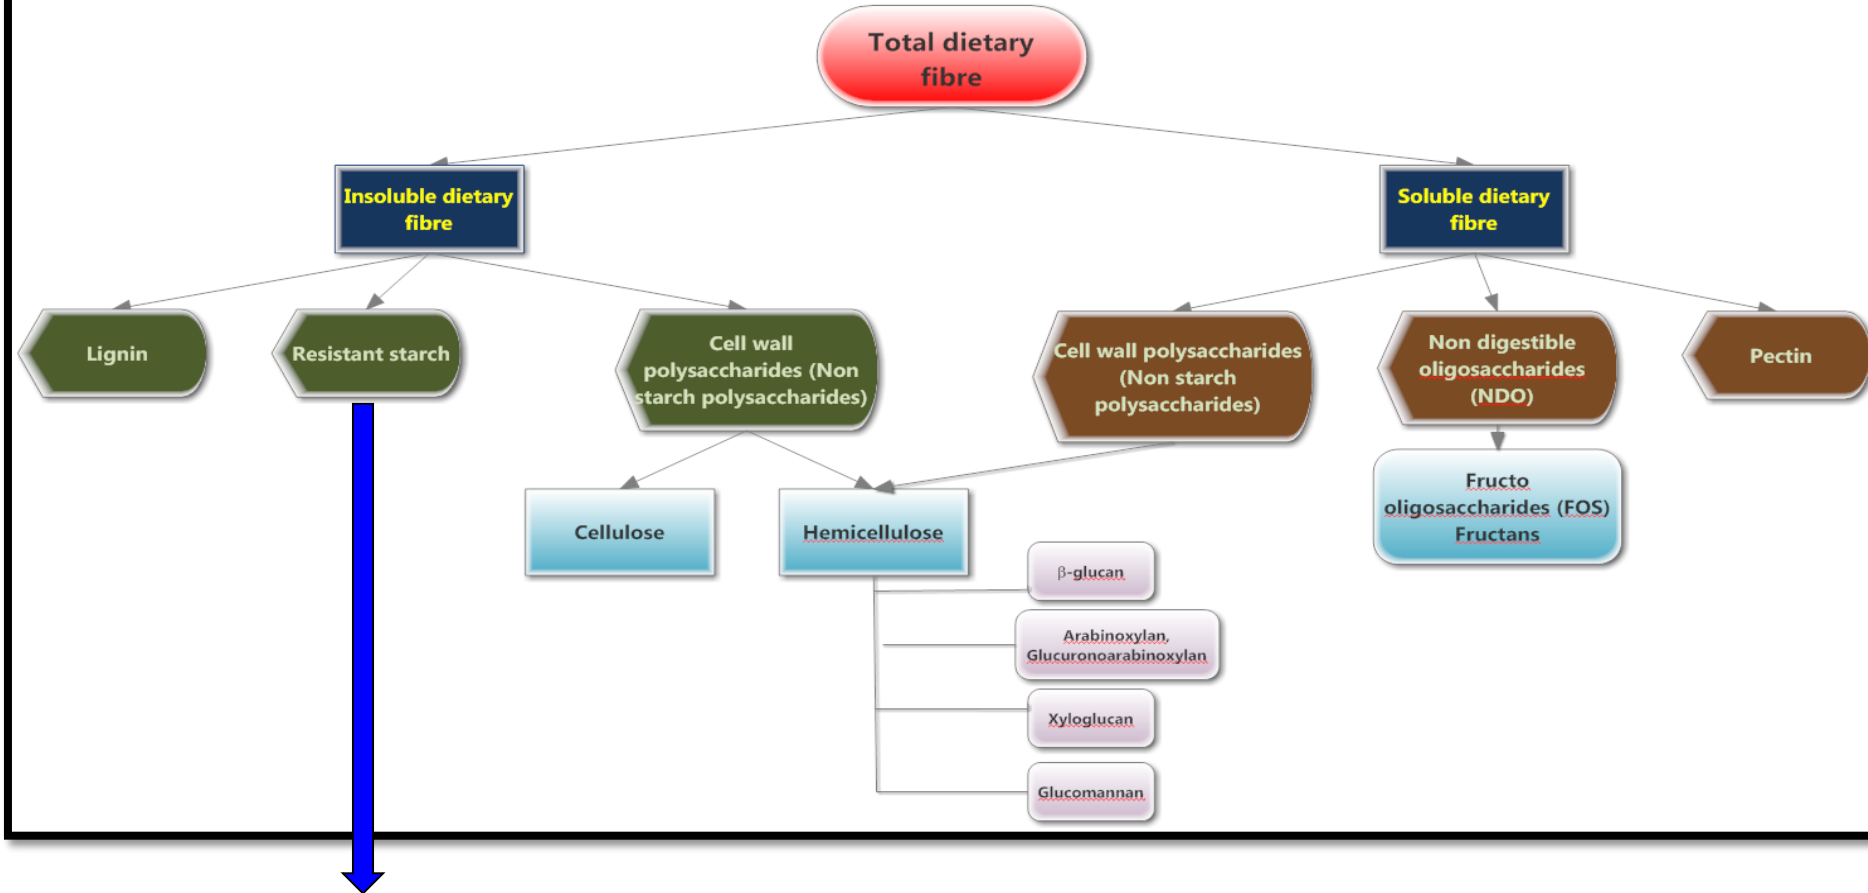 Total dietary
fibre
Insoluble dietary
fibre
Soluble dietary
fibre
Lignin
Resistant starch
Cell wall
polysaccharides (Non
starch polysaccharides)
Cell wall polysaccharides
(Non starch
polysaccharides)
Non digestible
oligosaccharides
(NDO)
Pectin
Cellulose
Hemicellulose
Fructo
oligosaccharides (FOS)
Fructans
β-glucan
Arabinoxylan,
Glucuronoarabinoxylan
Xyloglucan
Glucomannan